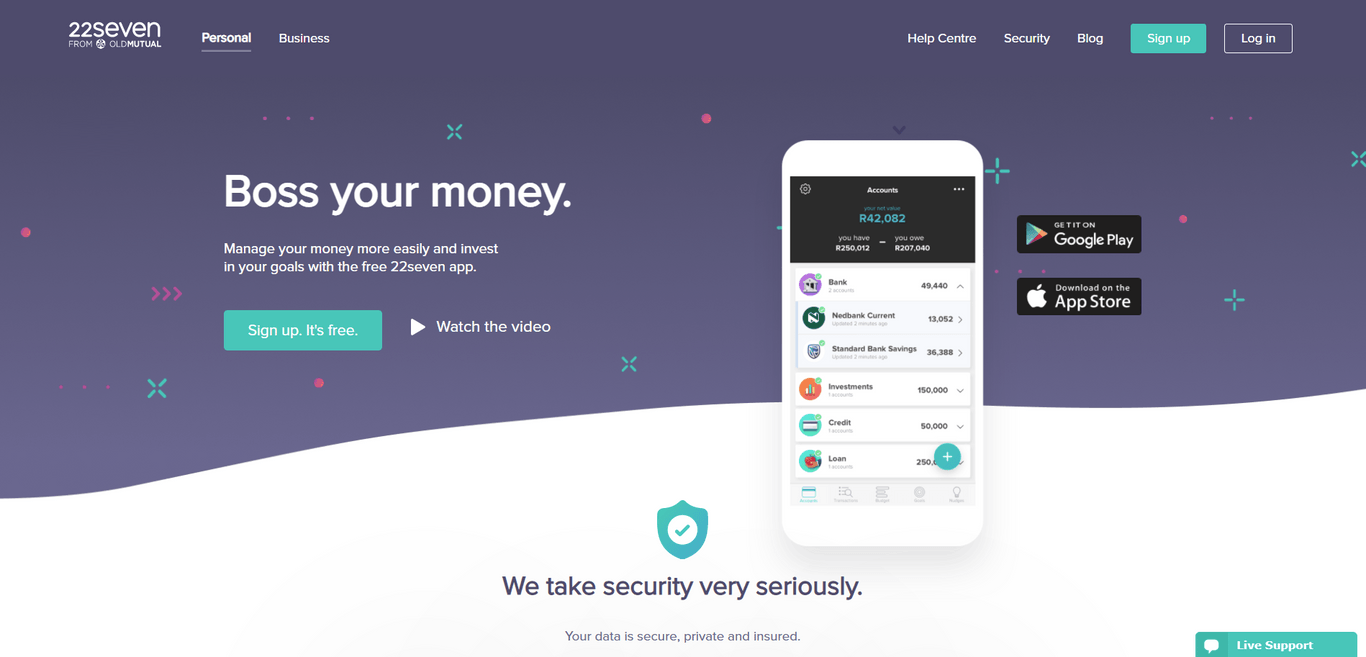 22seven
FROM OLDMUTUAL
Personal
Business
Help Centre
Security
Blog
Sign up
Log in
Boss your money.
Manage your money more easily and invest
in your goals with the free 22seven app.
Sign up. It's free.
Watch the video
Accounts
your net value
R42,082
you have
you owe
R250,012 – R207,040
Bank
2 accounts
49,440
Nedbank Current
Updated 2 minutes ago
13,052
Standard Bank Savings
Updated 2 minutes ago
36,388
Investments
1 accounts
150,000
Credit
1 accounts
50,000
Loan
1 accounts
Accounts
Transactions
Budget
GET IT ON
Google Play
Download on the
App Store
We take security very seriously.
Your data is secure, private and insured.
Live Support